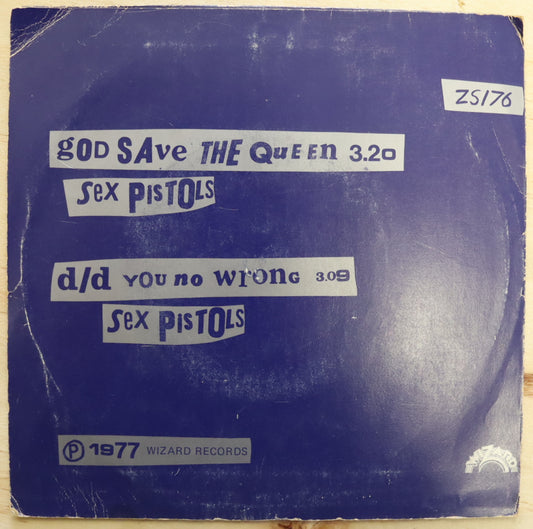 ZS176
gOD SAve THE QuEEn 3.20
Sex PISTOLS
d/d YOU no wrong 3.09
Sex PISTOLS
Ⓟ 1977 WIZARD RECORDS
WIZARD